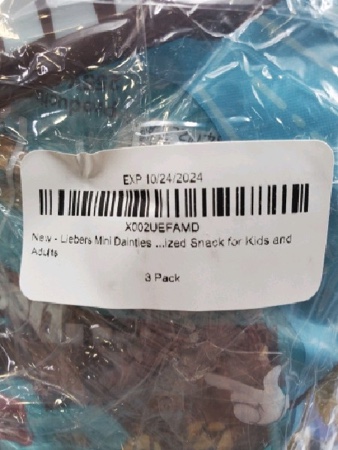 EXP 10/24/2024
X002UEFAMD
New - Liebers Mini Dainties ...ized Snack for Kids and
Adults
3 Pack